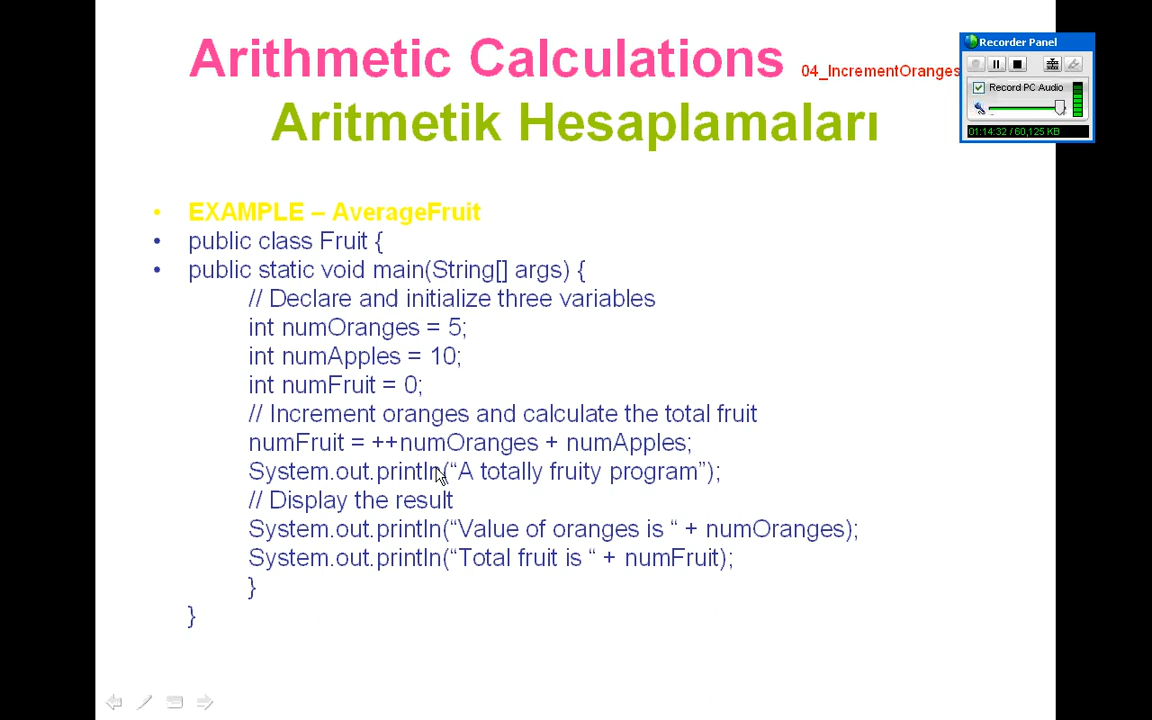 Arithmetic Calculations 04_IncrementOranges
Aritmetik Hesaplamaları
Recorder Panel
Record PC Audio
01:14:32 / 60,125 KB
• EXAMPLE – AverageFruit
• public class Fruit {
• public static void main(String[] args) {
// Declare and initialize three variables
int numOranges = 5;
int numApples = 10;
int numFruit = 0;
// Increment oranges and calculate the total fruit
numFruit = ++numOranges + numApples;
System.out.println(“A totally fruity program”);
// Display the result
System.out.println(“Value of oranges is “ + numOranges);
System.out.println(“Total fruit is “ + numFruit);
}
}